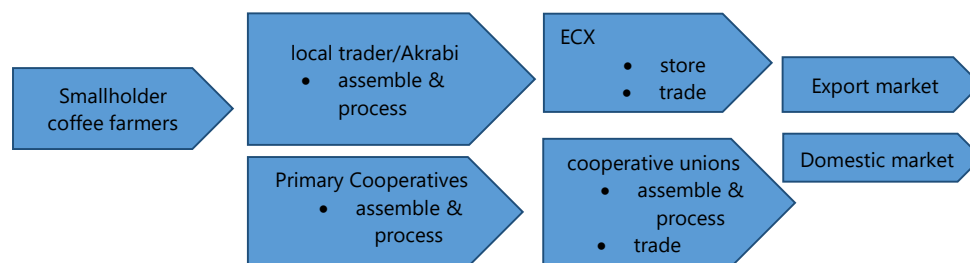 Smallholder
coffee farmers
local trader/Akrabi
• assemble &
process
Primary Cooperatives
• assemble &
process
ECX
• store
• trade
cooperative unions
• assemble &
process
• trade
Export market
Domestic market